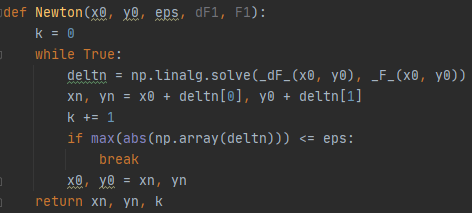 def Newton(x0, y0, eps, dF1, F1):
    k = 0
    while True:
        deltn = np.linalg.solve(_dF_(x0, y0), _F_(x0, y0))
        xn, yn = x0 + deltn[0], y0 + deltn[1]
        k += 1
        if max(abs(np.array(deltn))) <= eps:
            break
        x0, y0 = xn, yn
    return xn, yn, k